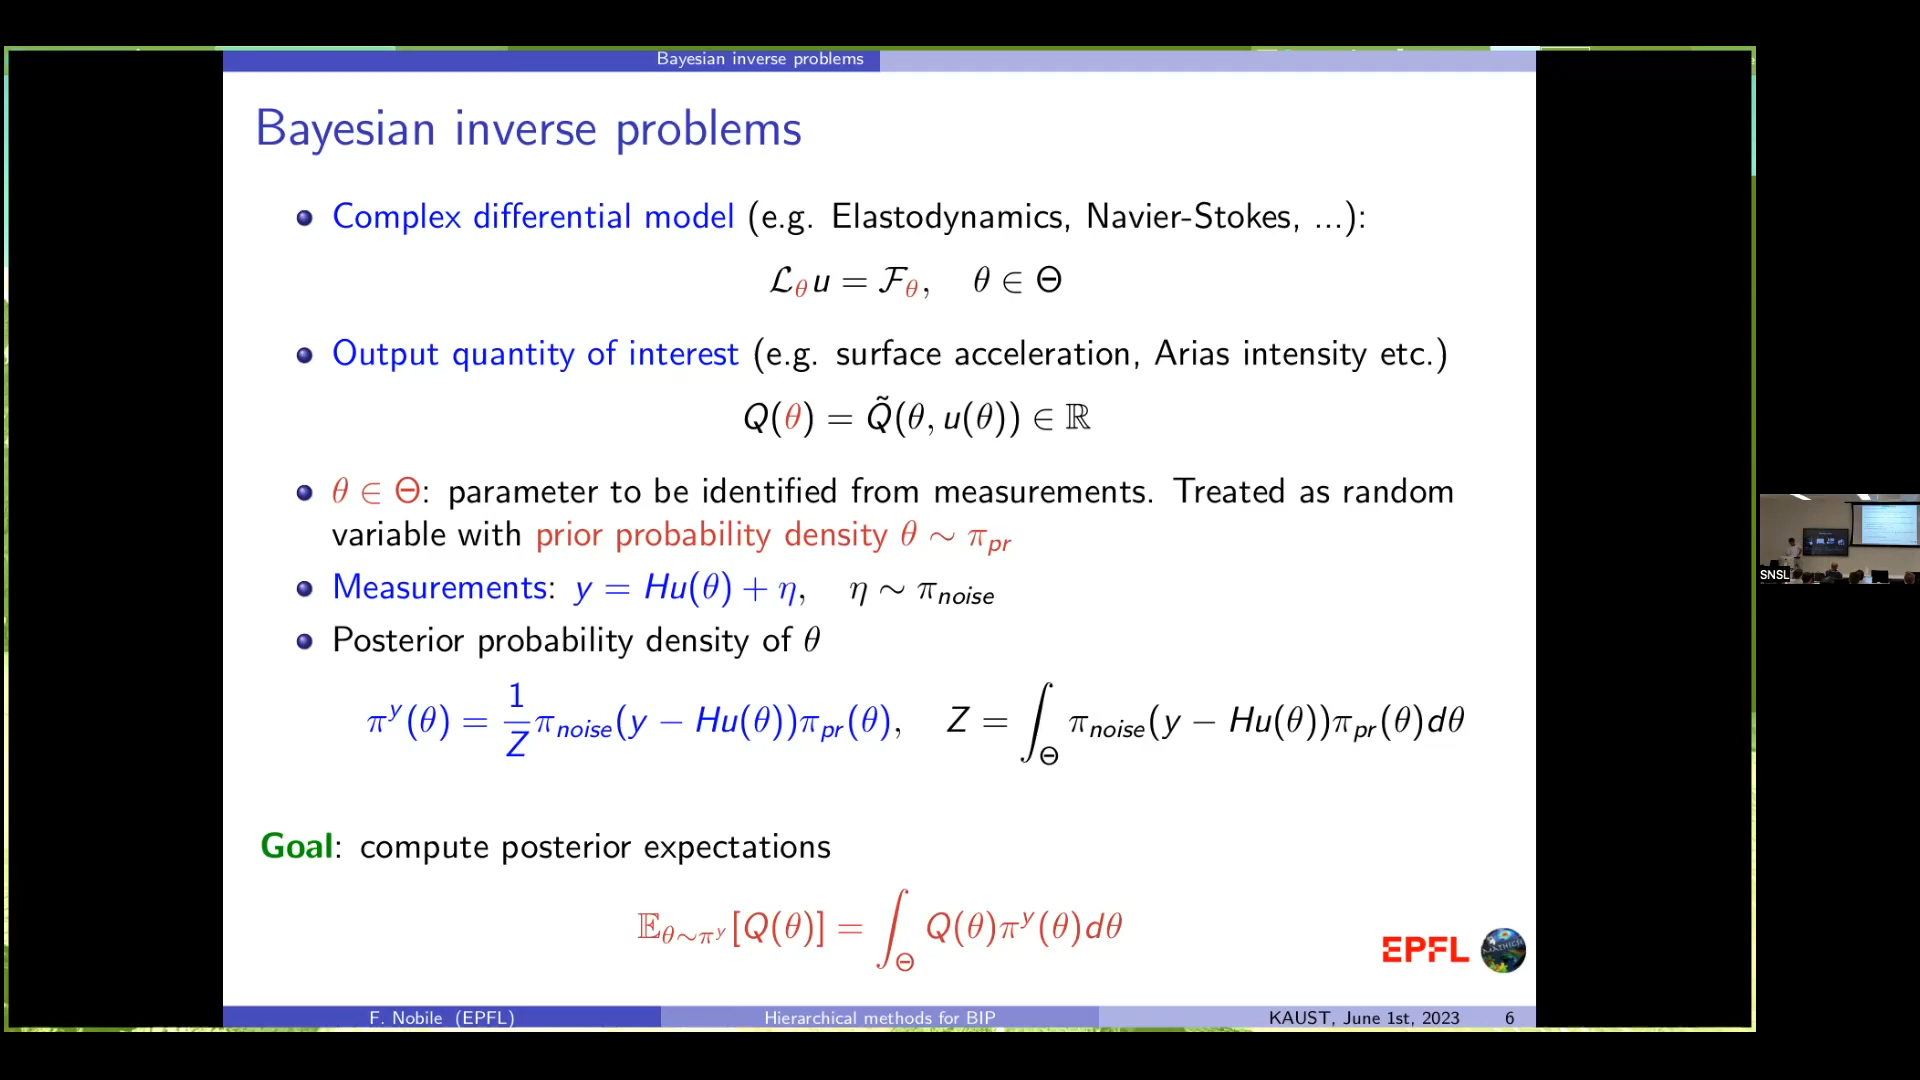 Bayesian inverse problems
Bayesian inverse problems
Complex differential model (e.g. Elastodynamics, Navier-Stokes, ...):
ℒ_θ u = ℱ_θ, θ ∈ Θ
Output quantity of interest (e.g. surface acceleration, Arias intensity etc.)
Q(θ) = Q̃(θ, u(θ)) ∈ ℝ
θ ∈ Θ: parameter to be identified from measurements. Treated as random
variable with prior probability density θ ∼ π_pr
Measurements: y = Hu(θ) + η, η ∼ π_noise
Posterior probability density of θ
π^y(θ) = 1/Z π_noise(y − Hu(θ))π_pr(θ), Z = ∫_Θ π_noise(y − Hu(θ))π_pr(θ)dθ
Goal: compute posterior expectations
𝔼_θ∼π^y [Q(θ)] = ∫_Θ Q(θ)π^y(θ)dθ
EPFL
MATHICSE
F. Nobile (EPFL) Hierarchical methods for BIP KAUST, June 1st, 2023 6
SNSL